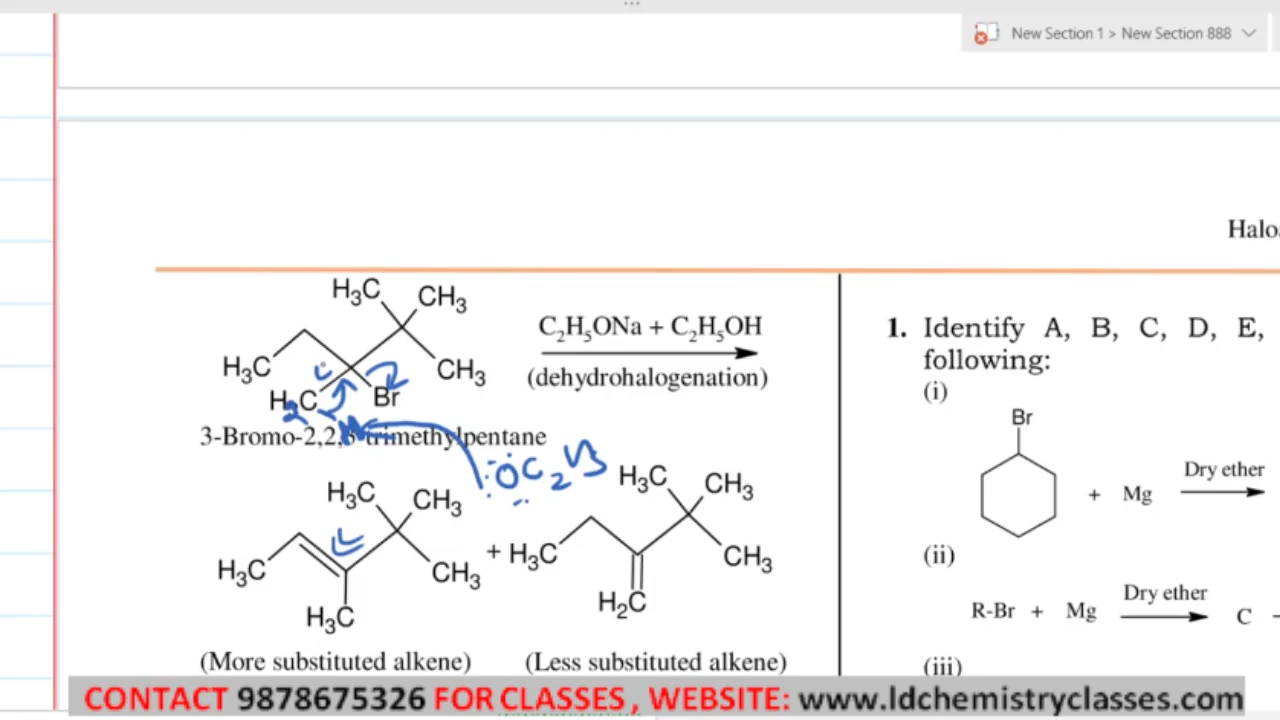 New Section 1 > New Section 888
Halo
H₃C CH₃
H₃C CH₃
Br
C₂H₅ONa + C₂H₅OH
(dehydrohalogenation)
3-Bromo-2,2, trimethylpentane
:OC₂
H₃C CH₃
H₃C CH₃
H₃C
(More substituted alkene)
+
H₃C CH₃
H₃C CH₃
H₂C
(Less substituted alkene)
1. Identify A, B, C, D, E,
following:
(i)
Br
+ Mg Dry ether
(ii)
R-Br + Mg Dry ether C
(iii)
CONTACT 9878675326 FOR CLASSES , WEBSITE: www.ldchemistryclasses.com